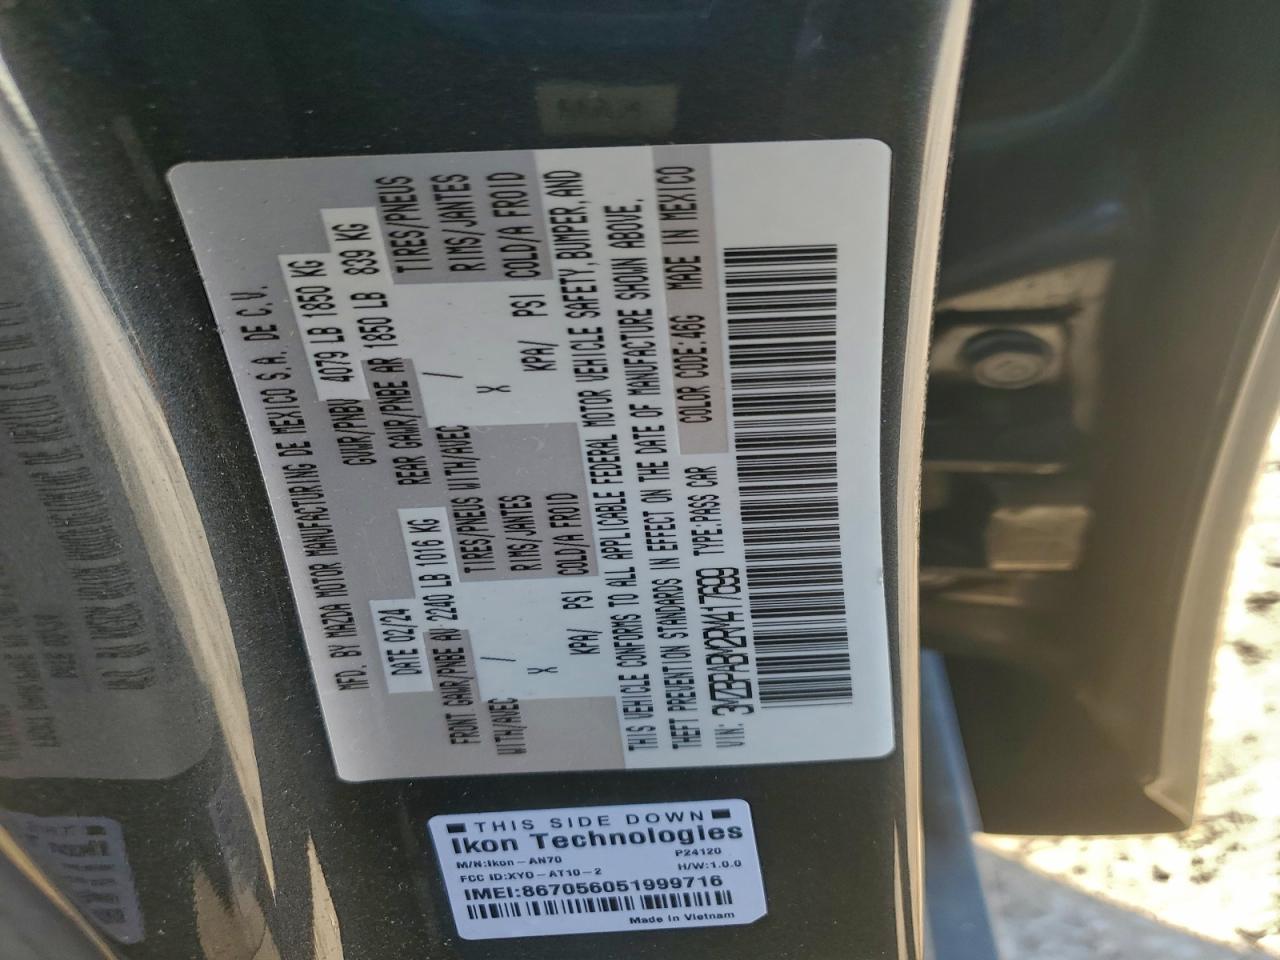 MFD. BY MAZDA MOTOR MANUFACTURING DE MEXICO S.A. DE C.V.
DATE 02/24 GVWR/PNBV 4079 LB 1850 KG
FRONT GAWR/PNBE AV 2240 LB 1016 KG REAR GAWR/PNBE AR 1850 LB 839 KG
WITH/AVEC / TIRES/PNEUS WITH/AVEC / TIRES/PNEUS
X RIMS/JANTES X RIMS/JANTES
KPA/ PSI COLD/A FROID KPA/ PSI COLD/A FROID
THIS VEHICLE CONFORMS TO ALL APPLICABLE FEDERAL MOTOR VEHICLE SAFETY, BUMPER, AND
THEFT PREVENTION STANDARDS IN EFFECT ON THE DATE OF MANUFACTURE SHOWN ABOVE.
VIN: 3MZBPABM2RM417699 TYPE:PASS CAR COLOR CODE:46G MADE IN MEXICO
THIS SIDE DOWN
Ikon Technologies
M/N:Ikon-AN70 P24120
FCC ID:XYO-AT10-2 H/W:1.0.0
IMEI:867056051999716
Made in Vietnam